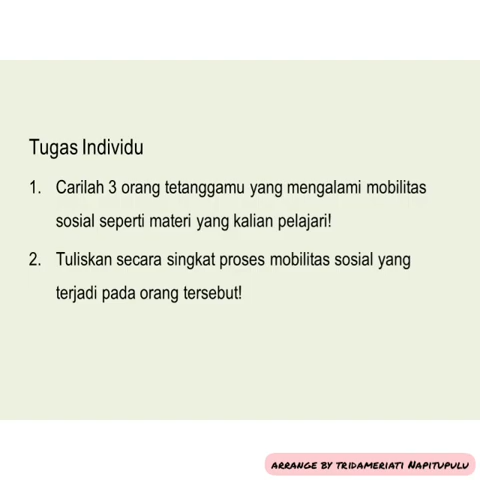 Tugas Individu
1. Carilah 3 orang tetanggamu yang mengalami mobilitas
sosial seperti materi yang kalian pelajari!
2. Tuliskan secara singkat proses mobilitas sosial yang
terjadi pada orang tersebut!
ARRANGE BY TRIDAMERIATI NAPITUPULU